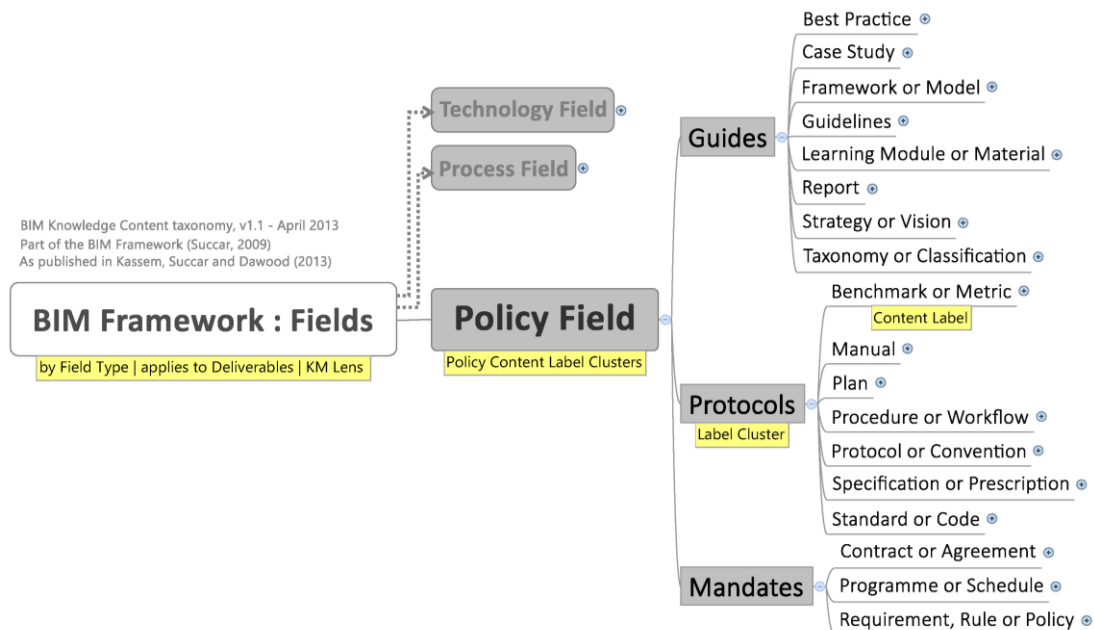 BIM Knowledge Content taxonomy, v1.1 - April 2013
Part of the BIM Framework (Succar, 2009)
As published in Kassem, Succar and Dawood (2013)
BIM Framework : Fields
by Field Type | applies to Deliverables | KM Lens
Technology Field
Process Field
Policy Field
Policy Content Label Clusters
Guides
Best Practice
Case Study
Framework or Model
Guidelines
Learning Module or Material
Report
Strategy or Vision
Taxonomy or Classification
Protocols
Label Cluster
Benchmark or Metric
Content Label
Manual
Plan
Procedure or Workflow
Protocol or Convention
Specification or Prescription
Standard or Code
Mandates
Contract or Agreement
Programme or Schedule
Requirement, Rule or Policy